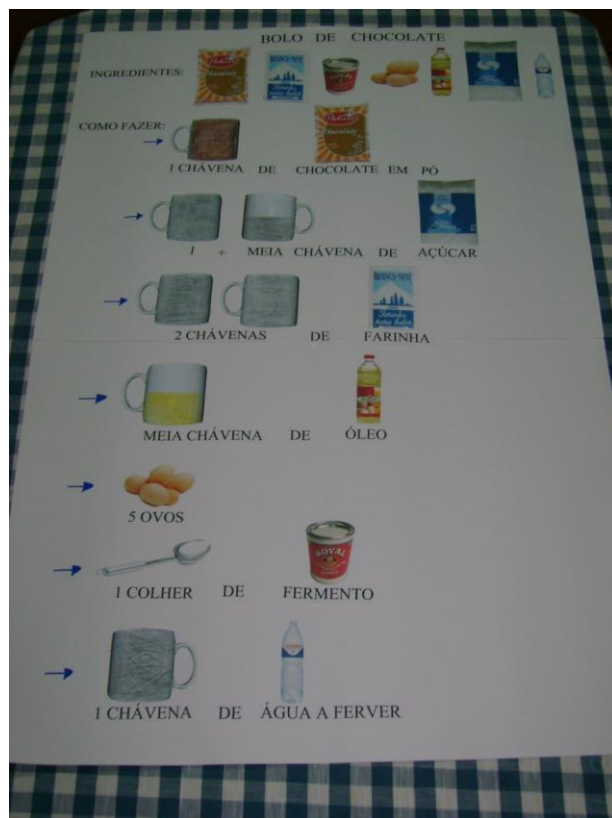 BOLO DE CHOCOLATE
INGREDIENTES:
COMO FAZER:
1 CHÁVENA DE CHOCOLATE EM PÓ
1 + MEIA CHÁVENA DE AÇÚCAR
2 CHÁVENAS DE FARINHA
MEIA CHÁVENA DE ÓLEO
5 OVOS
ROYAL
1 COLHER DE FERMENTO
1 CHÁVENA DE ÁGUA A FERVER